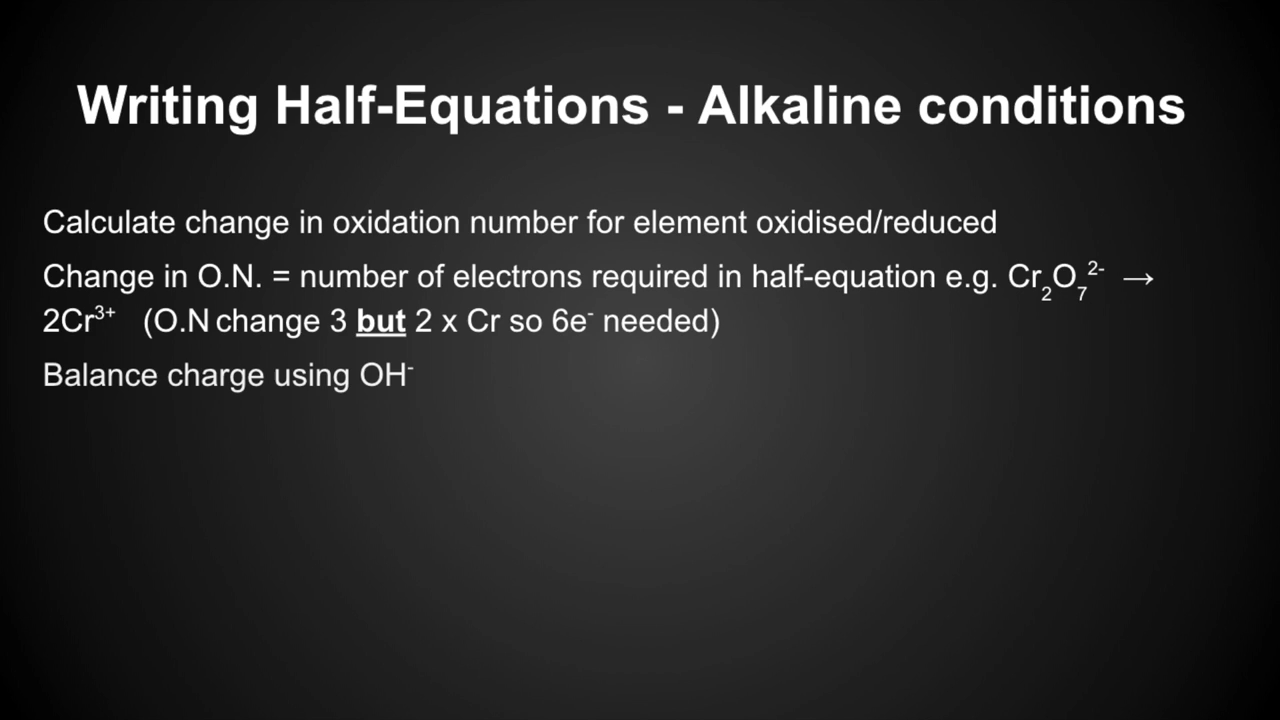 Writing Half-Equations - Alkaline conditions
Calculate change in oxidation number for element oxidised/reduced
Change in O.N. = number of electrons required in half-equation e.g. Cr₂O₇²⁻ →
2Cr³⁺ (O.N change 3 but 2 x Cr so 6e⁻ needed)
Balance charge using OH⁻